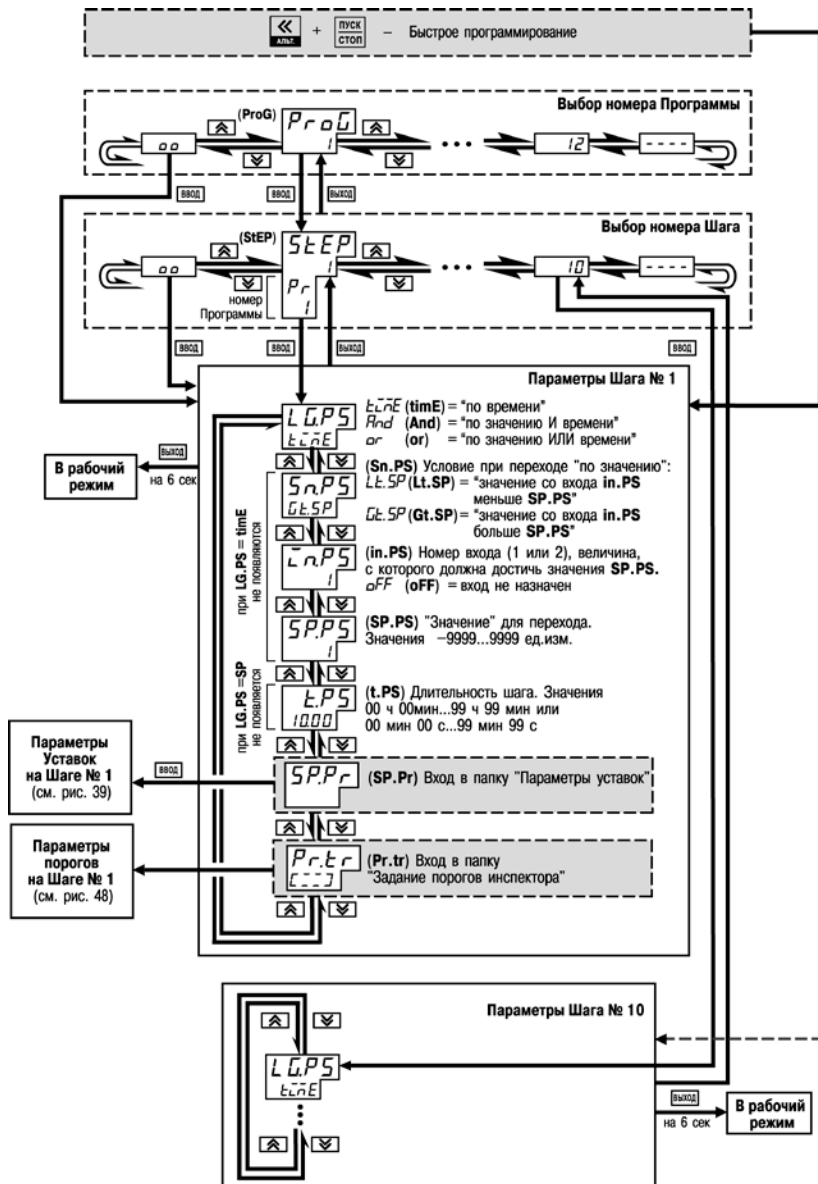 « АЛЬТ. + ПУСК СТОП – Быстрое программирование
Выбор номера Программы
(ProG)
ProG
1
oo
12
----
ВВОД
ВВОД
ВЫХОД
Выбор номера Шага
(StEP)
StEP
1
Pr
1
oo
10
----
номер
Программы
ВВОД
ВВОД
ВЫХОД
ВВОД
Параметры Шага № 1
LG.PS
timE
timE (timE) = "по времени"
And (And) = "по значению И времени"
or (or) = "по значению ИЛИ времени"
ВЫХОД
на 6 сек
В рабочий
режим
при LG.PS = timE
не появляются
Sn.PS
Gt.SP
(Sn.PS) Условие при переходе "по значению":
Lt.SP (Lt.SP) = "значение со входа in.PS
меньше SP.PS"
Gt.SP (Gt.SP) = "значение со входа in.PS
больше SP.PS"
in.PS
1
(in.PS) Номер входа (1 или 2), величина,
с которого должна достичь значения SP.PS.
oFF (oFF) = вход не назначен
SP.PS
1
(SP.PS) "Значение" для перехода.
Значения –9999...9999 ед.изм.
при LG.PS =SP
не появляется
t.PS
10.00
(t.PS) Длительность шага. Значения
00 ч 00мин...99 ч 99 мин или
00 мин 00 с...99 мин 99 с
Параметры
Уставок
на Шаге № 1
(см. рис. 39)
ВВОД
SP.Pr
(SP.Pr) Вход в папку "Параметры уставок"
Параметры
порогов
на Шаге № 1
(см. рис. 48)
Pr.tr
[---]
(Pr.tr) Вход в папку
"Задание порогов инспектора"
Параметры Шага № 10
LG.PS
timE
ВЫХОД
на 6 сек
В рабочий
режим